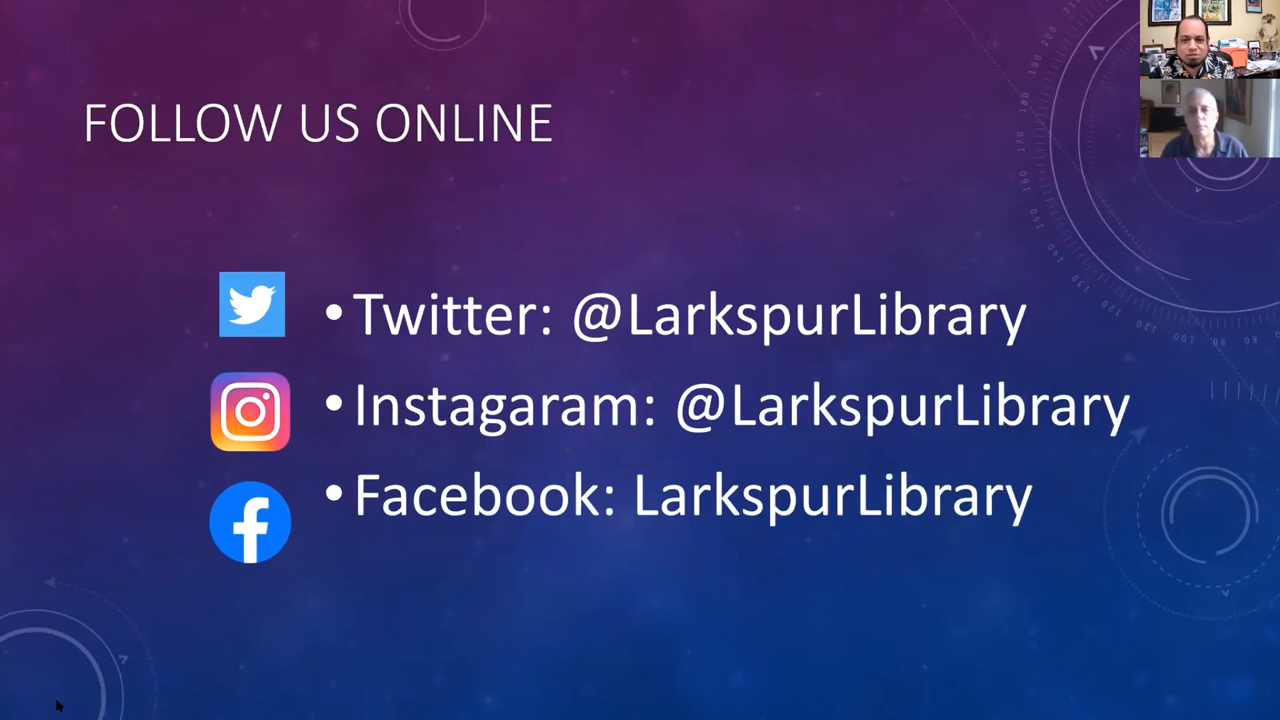 FOLLOW US ONLINE
• Twitter: @LarkspurLibrary
• Instagaram: @LarkspurLibrary
• Facebook: LarkspurLibrary